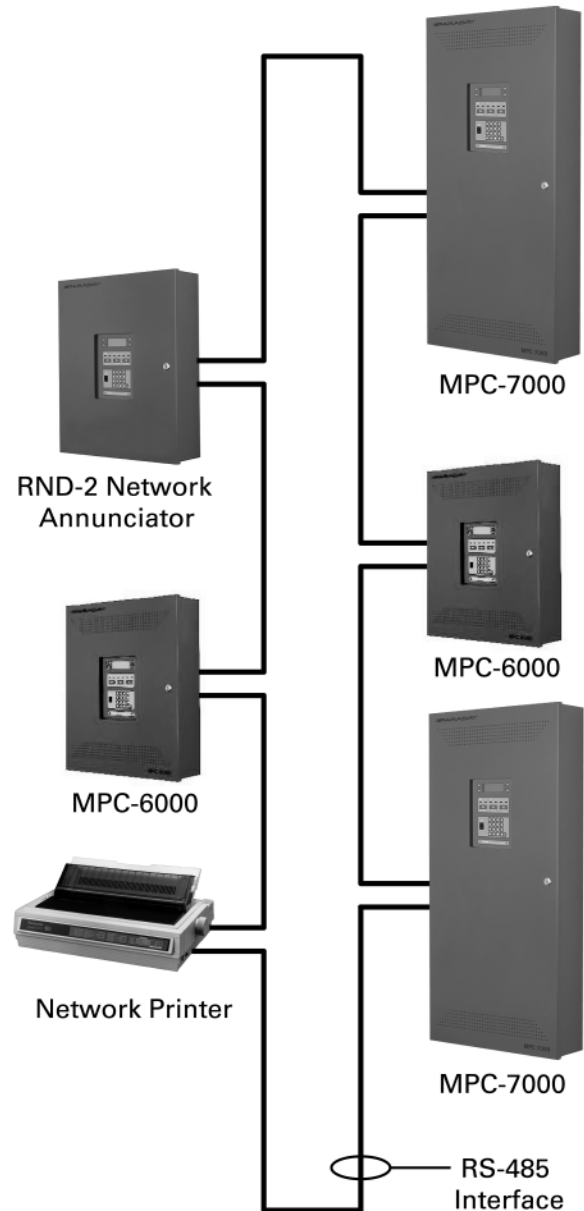 MPC-7000
RND-2 Network
Annunciator
MPC-6000
MPC-6000
Network Printer
MPC-7000
RS-485
Interface